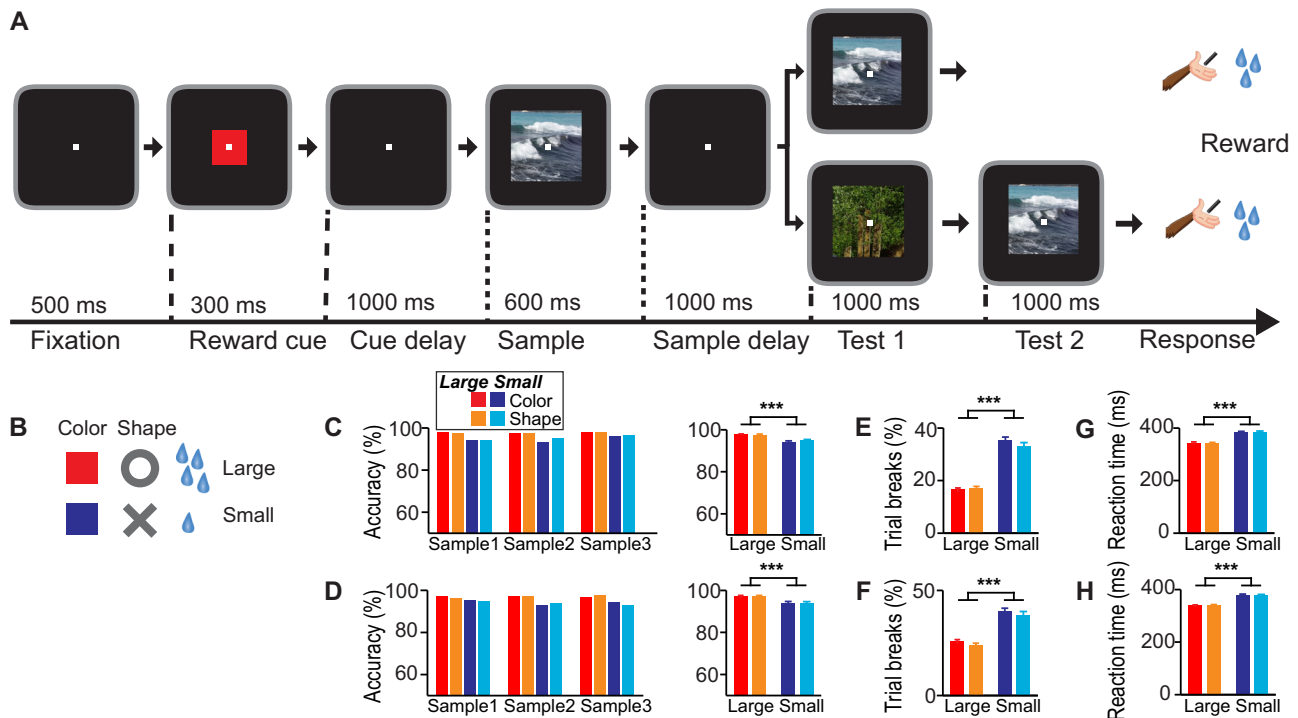 A
Reward
500 ms
300 ms
1000 ms
600 ms
1000 ms
1000 ms
1000 ms
Fixation
Reward cue
Cue delay
Sample
Sample delay
Test 1
Test 2
Response
B
Color Shape
Large
Small
C
Large Small
Color
Shape
Accuracy (%)
100
80
60
Sample1 Sample2 Sample3
***
100
80
60
Large Small
E
Trial breaks (%)
***
40
20
0
Large Small
G
Reaction time (ms)
***
400
200
0
Large Small
D
Accuracy (%)
100
80
60
Sample1 Sample2 Sample3
***
100
80
60
Large Small
F
Trial breaks (%)
***
50
0
Large Small
H
Reaction time (ms)
***
400
200
0
Large Small